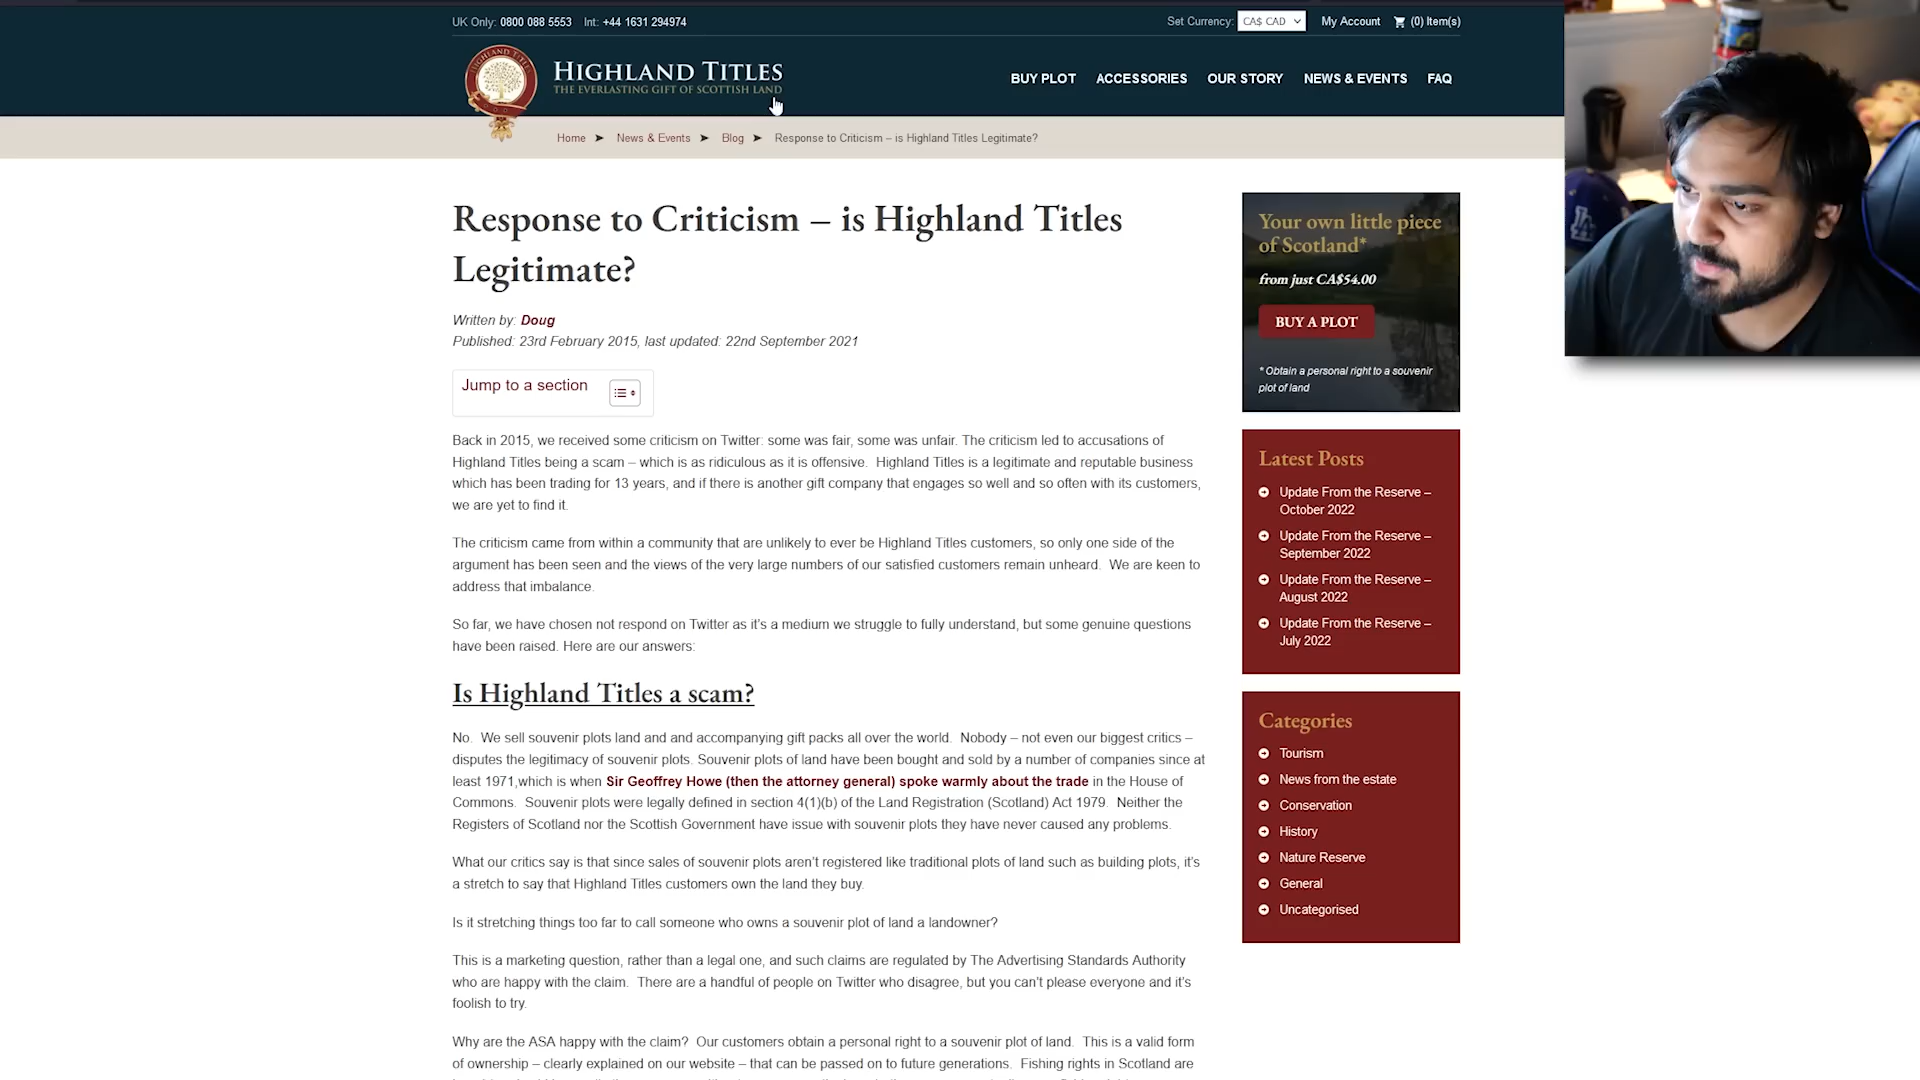 UK Only: 0800 088 5553 Int: +44 1631 294974
Set Currency: CA$ CAD My Account (0) Item(s)
HIGHLAND TITLES
THE EVERLASTING GIFT OF SCOTTISH LAND
BUY PLOT ACCESSORIES OUR STORY NEWS & EVENTS FAQ
Home News & Events Blog Response to Criticism – is Highland Titles Legitimate?
Response to Criticism – is Highland Titles
Legitimate?
Written by: Doug
Published: 23rd February 2015, last updated: 22nd September 2021
Jump to a section
Back in 2015, we received some criticism on Twitter: some was fair, some was unfair. The criticism led to accusations of
Highland Titles being a scam – which is as ridiculous as it is offensive. Highland Titles is a legitimate and reputable business
which has been trading for 13 years, and if there is another gift company that engages so well and so often with its customers,
we are yet to find it.
The criticism came from within a community that are unlikely to ever be Highland Titles customers, so only one side of the
argument has been seen and the views of the very large numbers of our satisfied customers remain unheard. We are keen to
address that imbalance.
So far, we have chosen not respond on Twitter as it's a medium we struggle to fully understand, but some genuine questions
have been raised. Here are our answers:
Is Highland Titles a scam?
No. We sell souvenir plots land and and accompanying gift packs all over the world. Nobody – not even our biggest critics –
disputes the legitimacy of souvenir plots. Souvenir plots of land have been bought and sold by a number of companies since at
least 1971,which is when Sir Geoffrey Howe (then the attorney general) spoke warmly about the trade in the House of
Commons. Souvenir plots were legally defined in section 4(1)(b) of the Land Registration (Scotland) Act 1979. Neither the
Registers of Scotland nor the Scottish Government have issue with souvenir plots they have never caused any problems.
What our critics say is that since sales of souvenir plots aren't registered like traditional plots of land such as building plots, it's
a stretch to say that Highland Titles customers own the land they buy.
Is it stretching things too far to call someone who owns a souvenir plot of land a landowner?
This is a marketing question, rather than a legal one, and such claims are regulated by The Advertising Standards Authority
who are happy with the claim. There are a handful of people on Twitter who disagree, but you can't please everyone and it's
foolish to try.
Why are the ASA happy with the claim? Our customers obtain a personal right to a souvenir plot of land. This is a valid form
of ownership – clearly explained on our website – that can be passed on to future generations. Fishing rights in Scotland are
Your own little piece
of Scotland*
from just CA$54.00
BUY A PLOT
* Obtain a personal right to a souvenir
plot of land
Latest Posts
Update From the Reserve –
October 2022
Update From the Reserve –
September 2022
Update From the Reserve –
August 2022
Update From the Reserve –
July 2022
Categories
Tourism
News from the estate
Conservation
History
Nature Reserve
General
Uncategorised